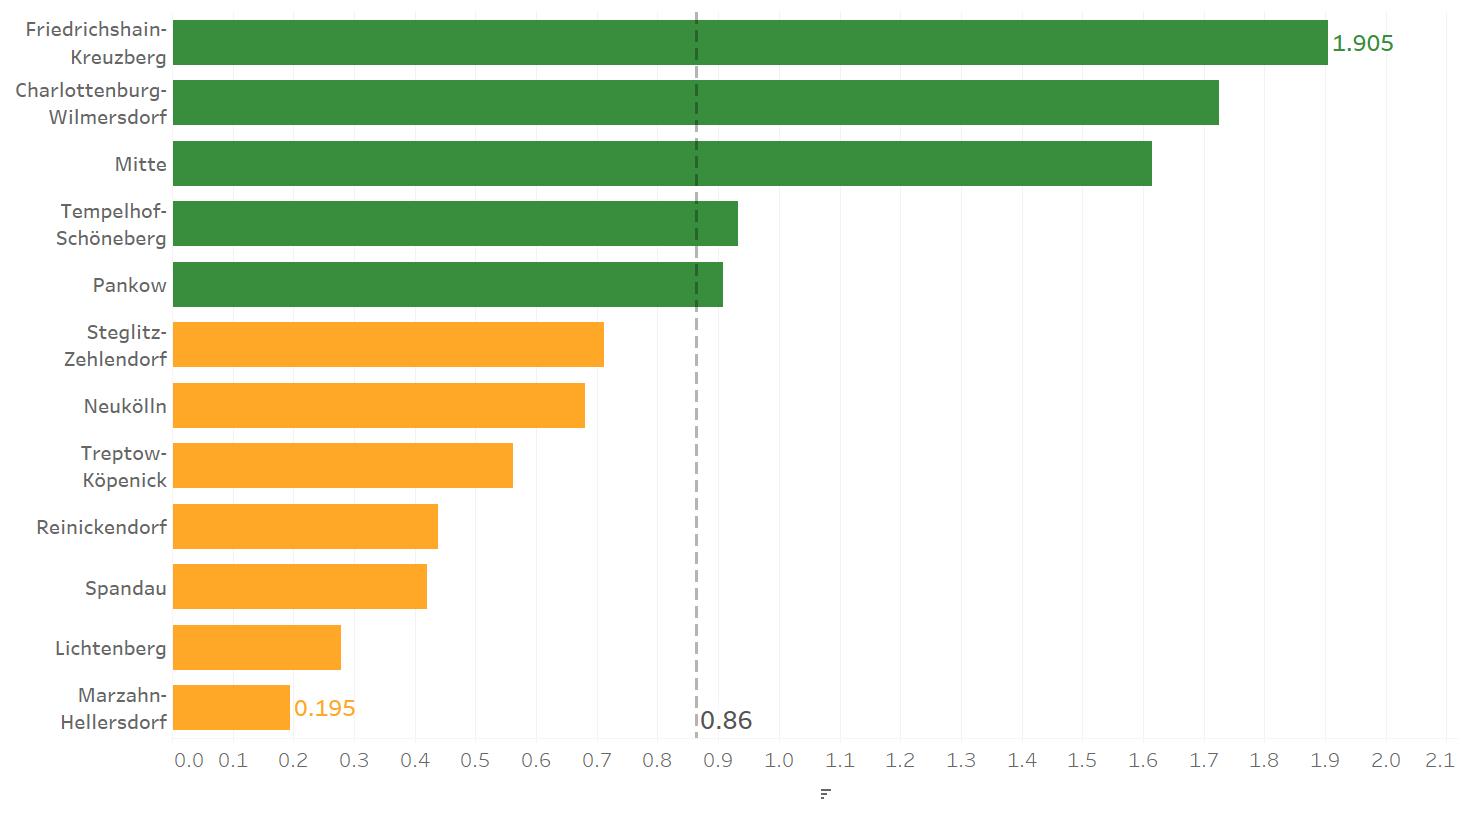 Friedrichshain-
Kreuzberg
1.905
Charlottenburg-
Wilmersdorf
Mitte
Tempelhof-
Schöneberg
Pankow
Steglitz-
Zehlendorf
Neukölln
Treptow-
Köpenick
Reinickendorf
Spandau
Lichtenberg
Marzahn-
Hellersdorf
0.195
0.86
0.0 0.1 0.2 0.3 0.4 0.5 0.6 0.7 0.8 0.9 1.0 1.1 1.2 1.3 1.4 1.5 1.6 1.7 1.8 1.9 2.0 2.1